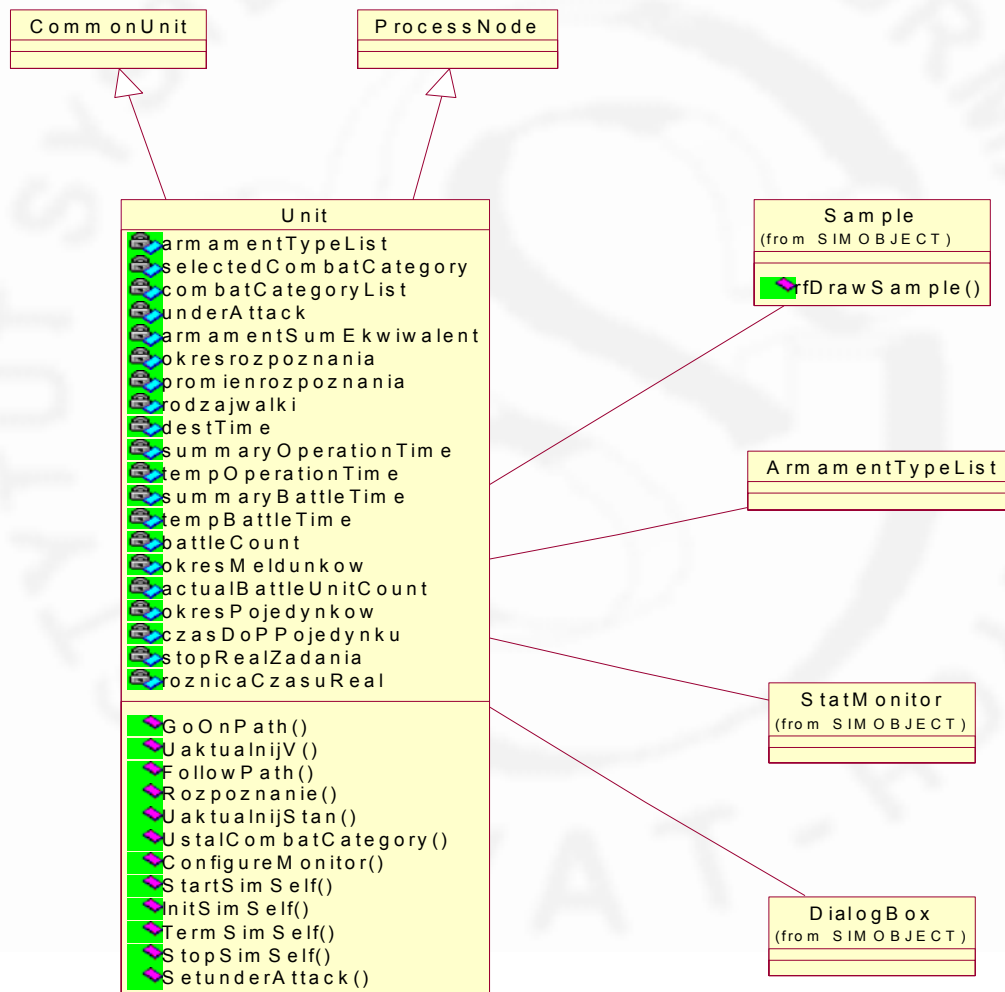 CommonUnit
ProcessNode
Unit
armamentTypeList
selectedCombatCategory
combatCategoryList
underAttack
armamentSumEkwiwalent
okresrozpoznania
promienrozpoznania
rodzajwalki
destTime
summaryOperationTime
tempOperationTime
summaryBattleTime
tempBattleTime
battleCount
okresMeldunkow
actualBattleUnitCount
okresPojedynkow
czasDoPPojedynku
stopRealZadania
roznicaCzasuReal
GoOnPath()
UaktualnijV()
FollowPath()
Rozpoznanie()
UaktualnijStan()
UstalCombatCategory()
ConfigureMonitor()
StartSimSelf()
InitSimSelf()
TermSimSelf()
StopSimSelf()
SetunderAttack()
Sample
(from SIMOBJECT)
rfDrawSample()
ArmamentTypeList
StatMonitor
(from SIMOBJECT)
DialogBox
(from SIMOBJECT)